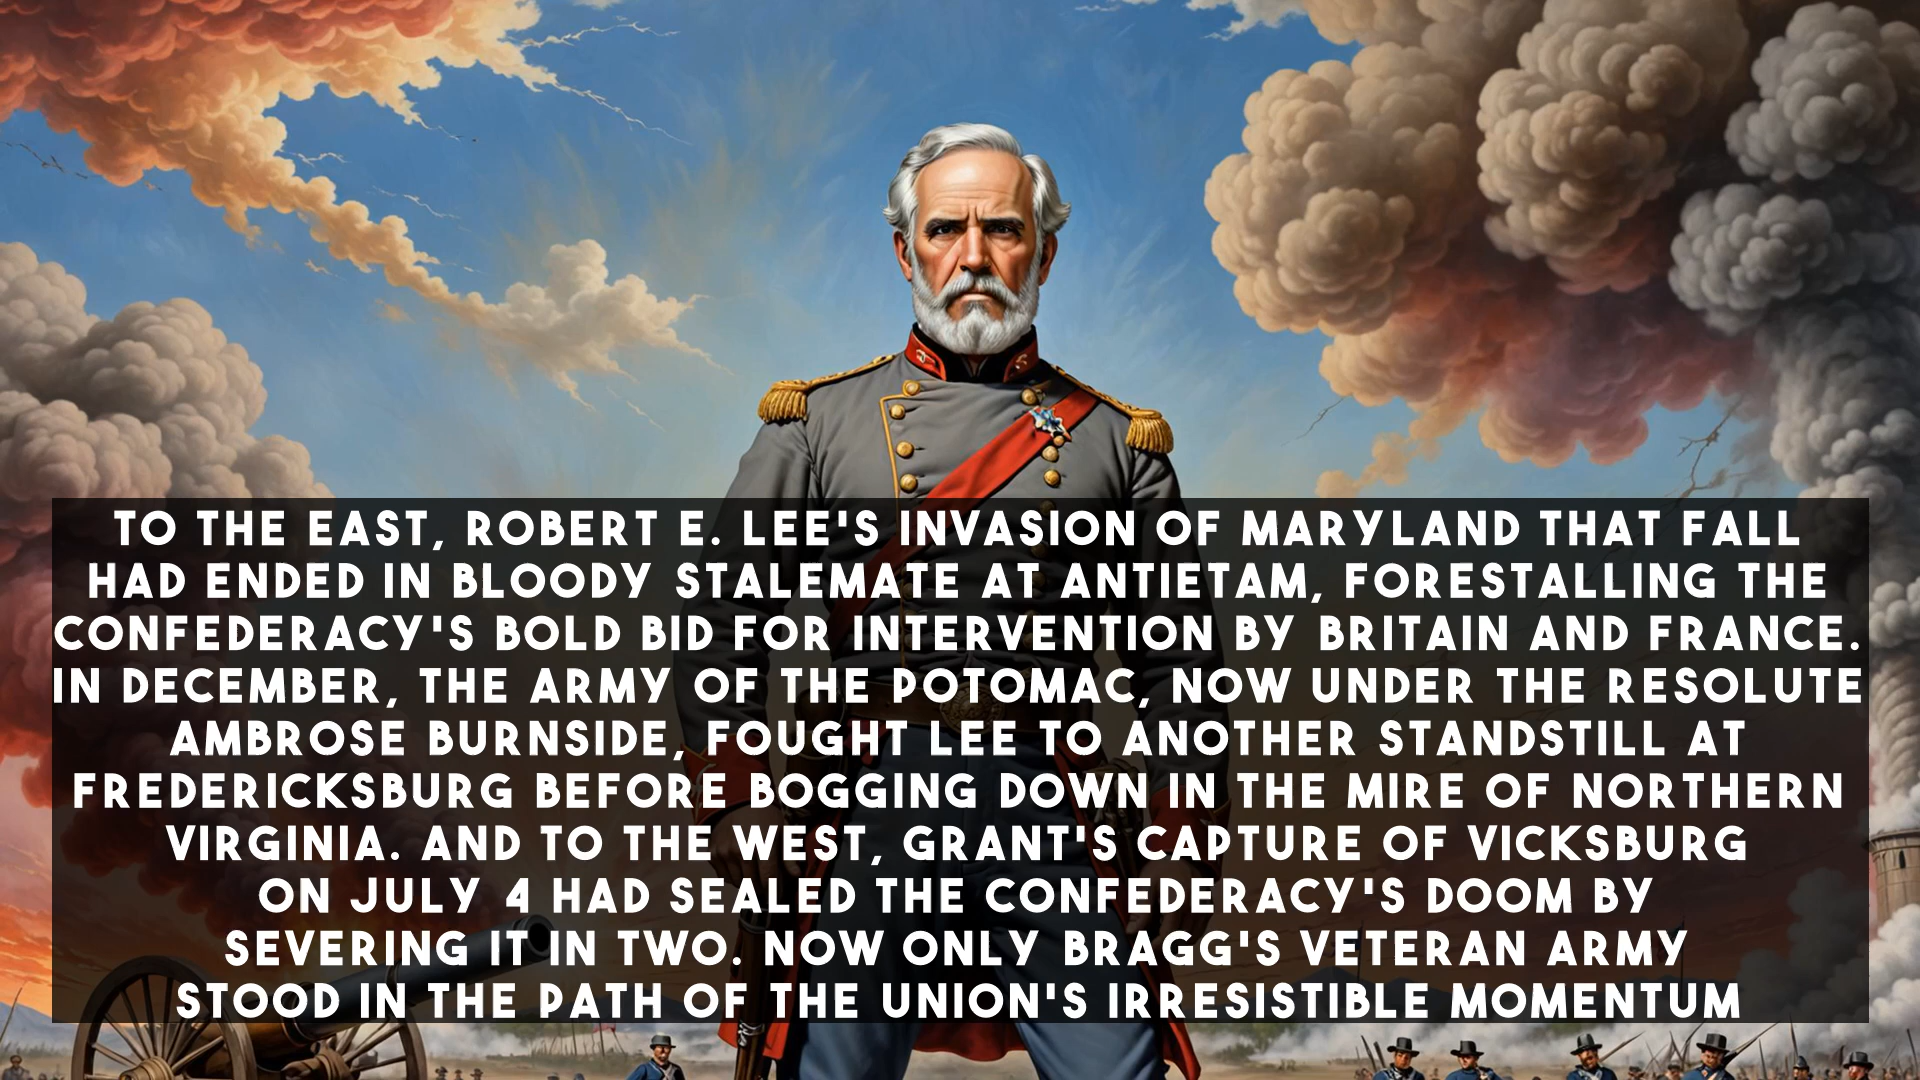 TO THE EAST, ROBERT E. LEE'S INVASION OF MARYLAND THAT FALL
HAD ENDED IN BLOODY STALEMATE AT ANTIETAM, FORESTALLING THE
CONFEDERACY'S BOLD BID FOR INTERVENTION BY BRITAIN AND FRANCE.
IN DECEMBER, THE ARMY OF THE POTOMAC, NOW UNDER THE RESOLUTE
AMBROSE BURNSIDE, FOUGHT LEE TO ANOTHER STANDSTILL AT
FREDERICKSBURG BEFORE BOGGING DOWN IN THE MIRE OF NORTHERN
VIRGINIA. AND TO THE WEST, GRANT'S CAPTURE OF VICKSBURG
ON JULY 4 HAD SEALED THE CONFEDERACY'S DOOM BY
SEVERING IT IN TWO. NOW ONLY BRAGG'S VETERAN ARMY
STOOD IN THE PATH OF THE UNION'S IRRESISTIBLE MOMENTUM